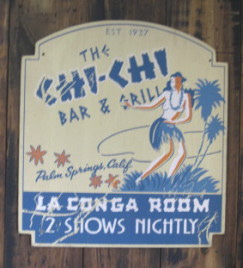 EST 1937
THE
CHI-CHI
BAR & GRILL
Palm Springs, Calif.
LA CONGA ROOM
2 SHOWS NIGHTLY